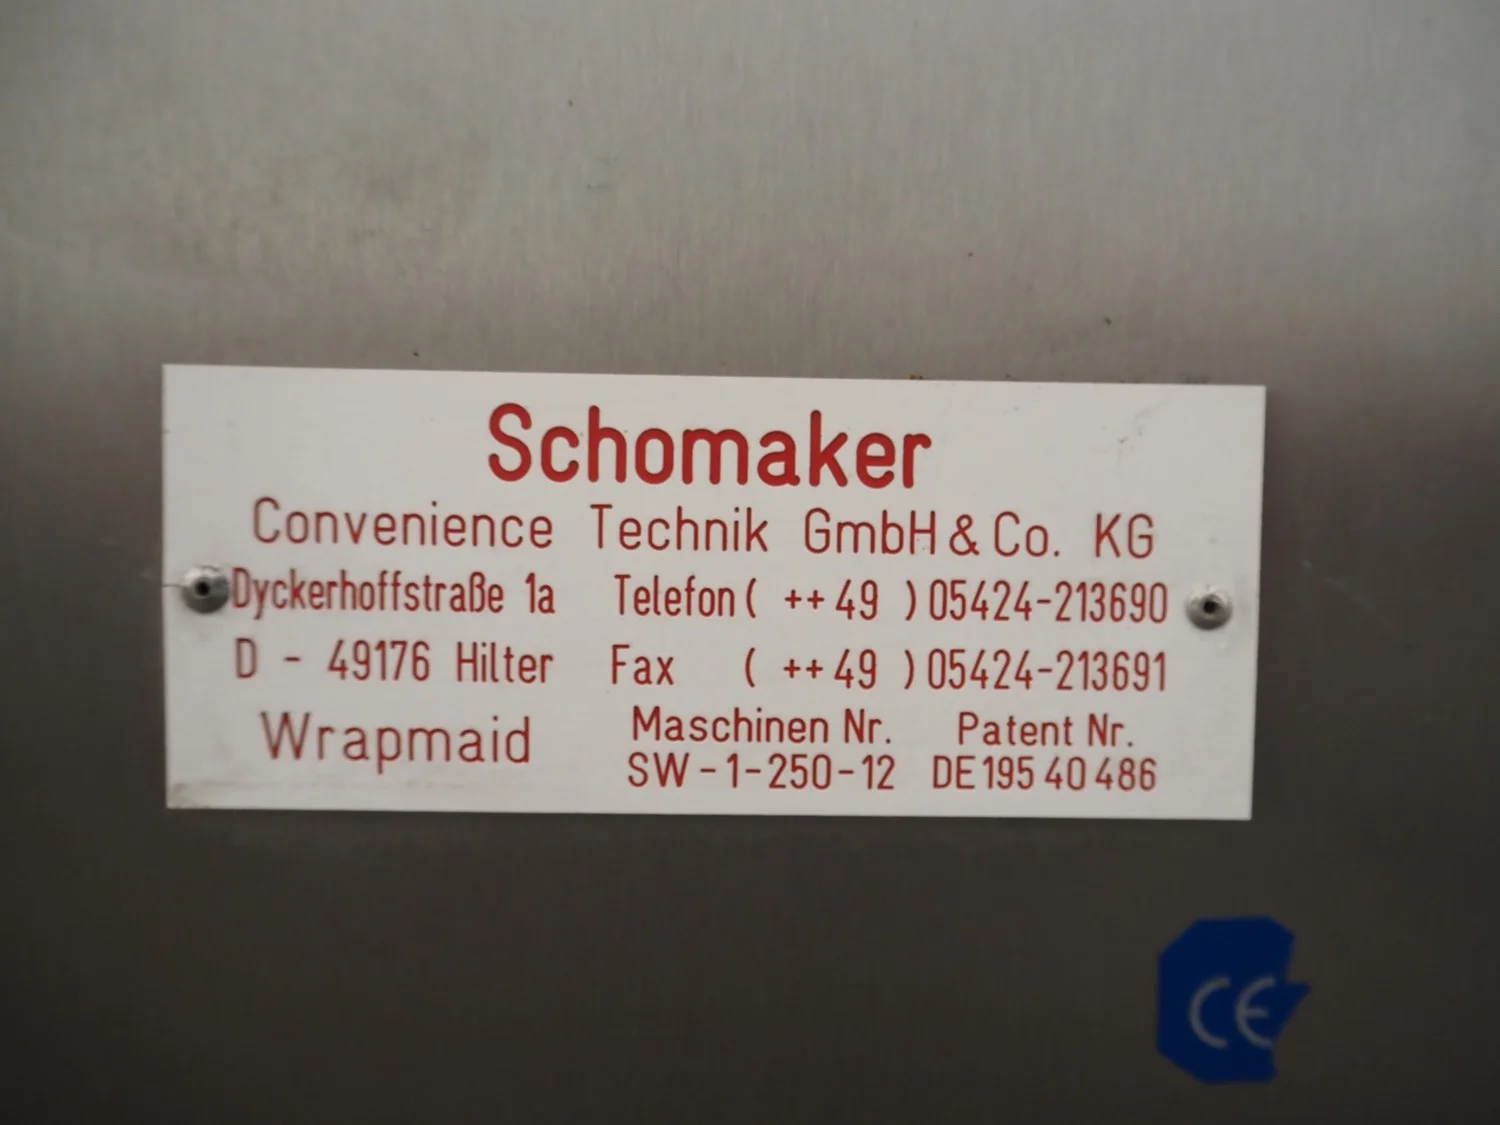 Schomaker
Convenience Technik GmbH & Co. KG
Dyckerhoffstraße 1a Telefon ( ++ 49 ) 05424-213690
D - 49176 Hilter Fax ( ++ 49 ) 05424-213691
Wrapmaid
Maschinen Nr. Patent Nr.
SW - 1 - 250 - 12 DE 195 40 486
CE